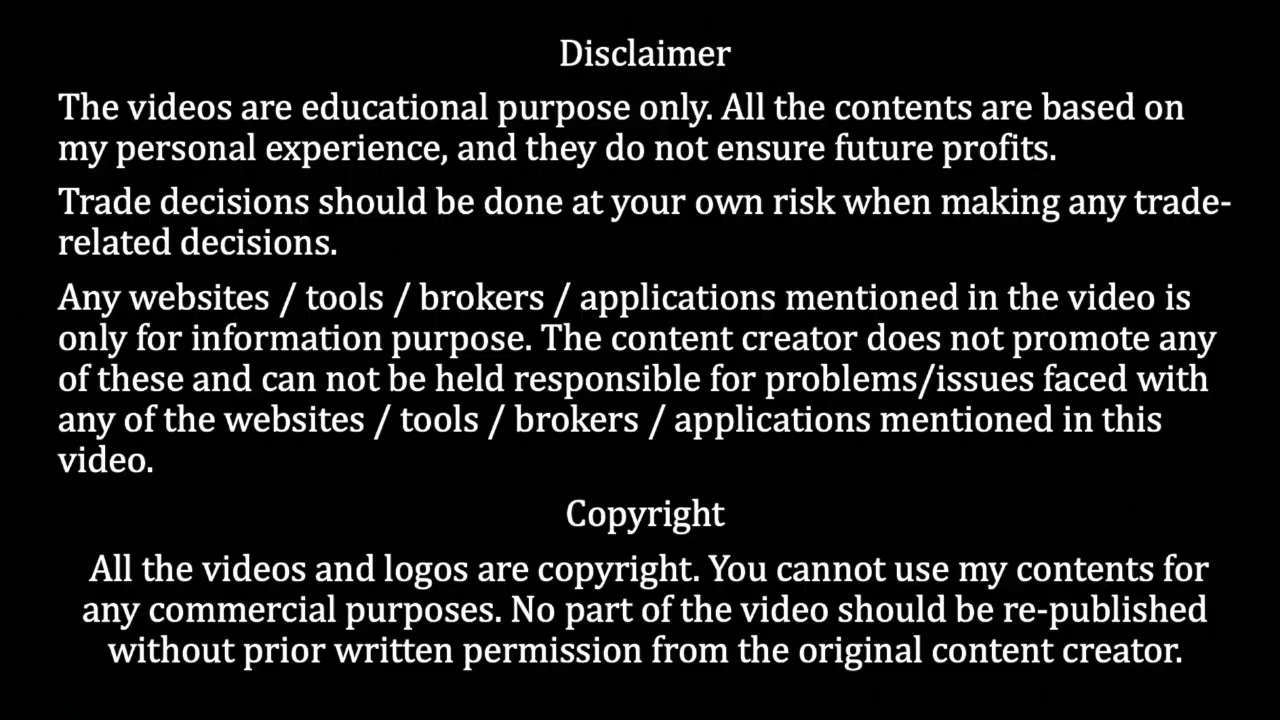 Disclaimer
The videos are educational purpose only. All the contents are based on
my personal experience, and they do not ensure future profits.
Trade decisions should be done at your own risk when making any trade-
related decisions.
Any websites / tools / brokers / applications mentioned in the video is
only for information purpose. The content creator does not promote any
of these and can not be held responsible for problems/issues faced with
any of the websites / tools / brokers / applications mentioned in this
video.
Copyright
All the videos and logos are copyright. You cannot use my contents for
any commercial purposes. No part of the video should be re-published
without prior written permission from the original content creator.